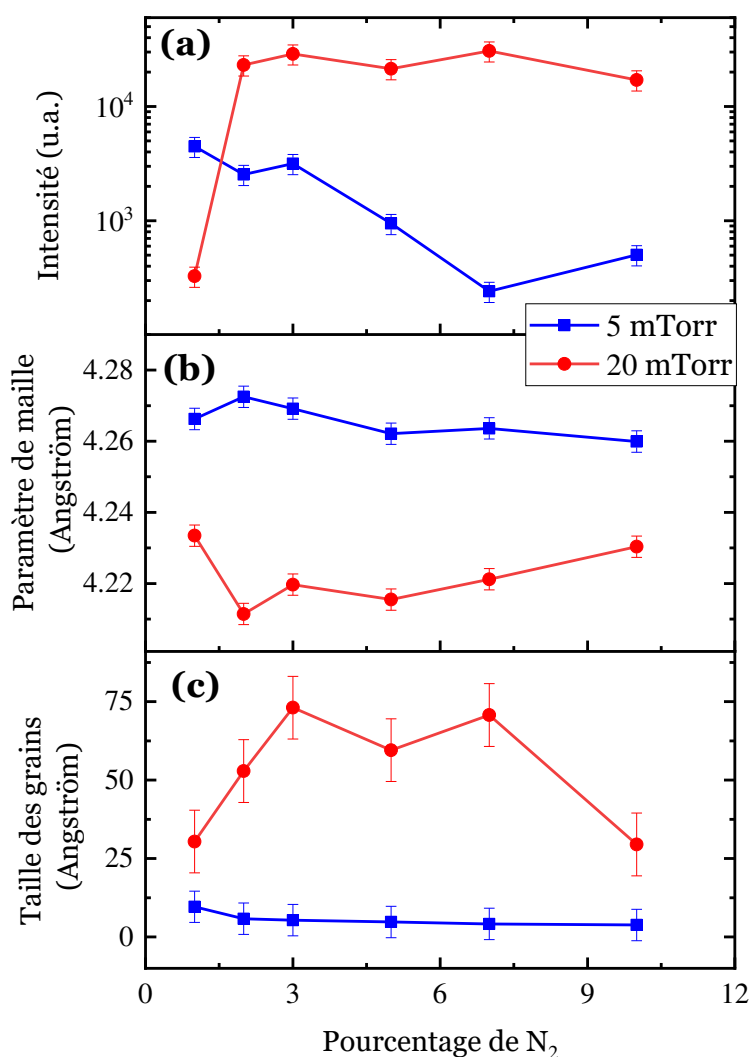 (a)
10⁴
10³
Intensité (u.a.)
5 mTorr
20 mTorr
(b)
4.28
4.26
4.24
4.22
Paramètre de maille
(Angström)
(c)
75
50
25
0
Taille des grains
(Angström)
0 3 6 9 12
Pourcentage de N₂